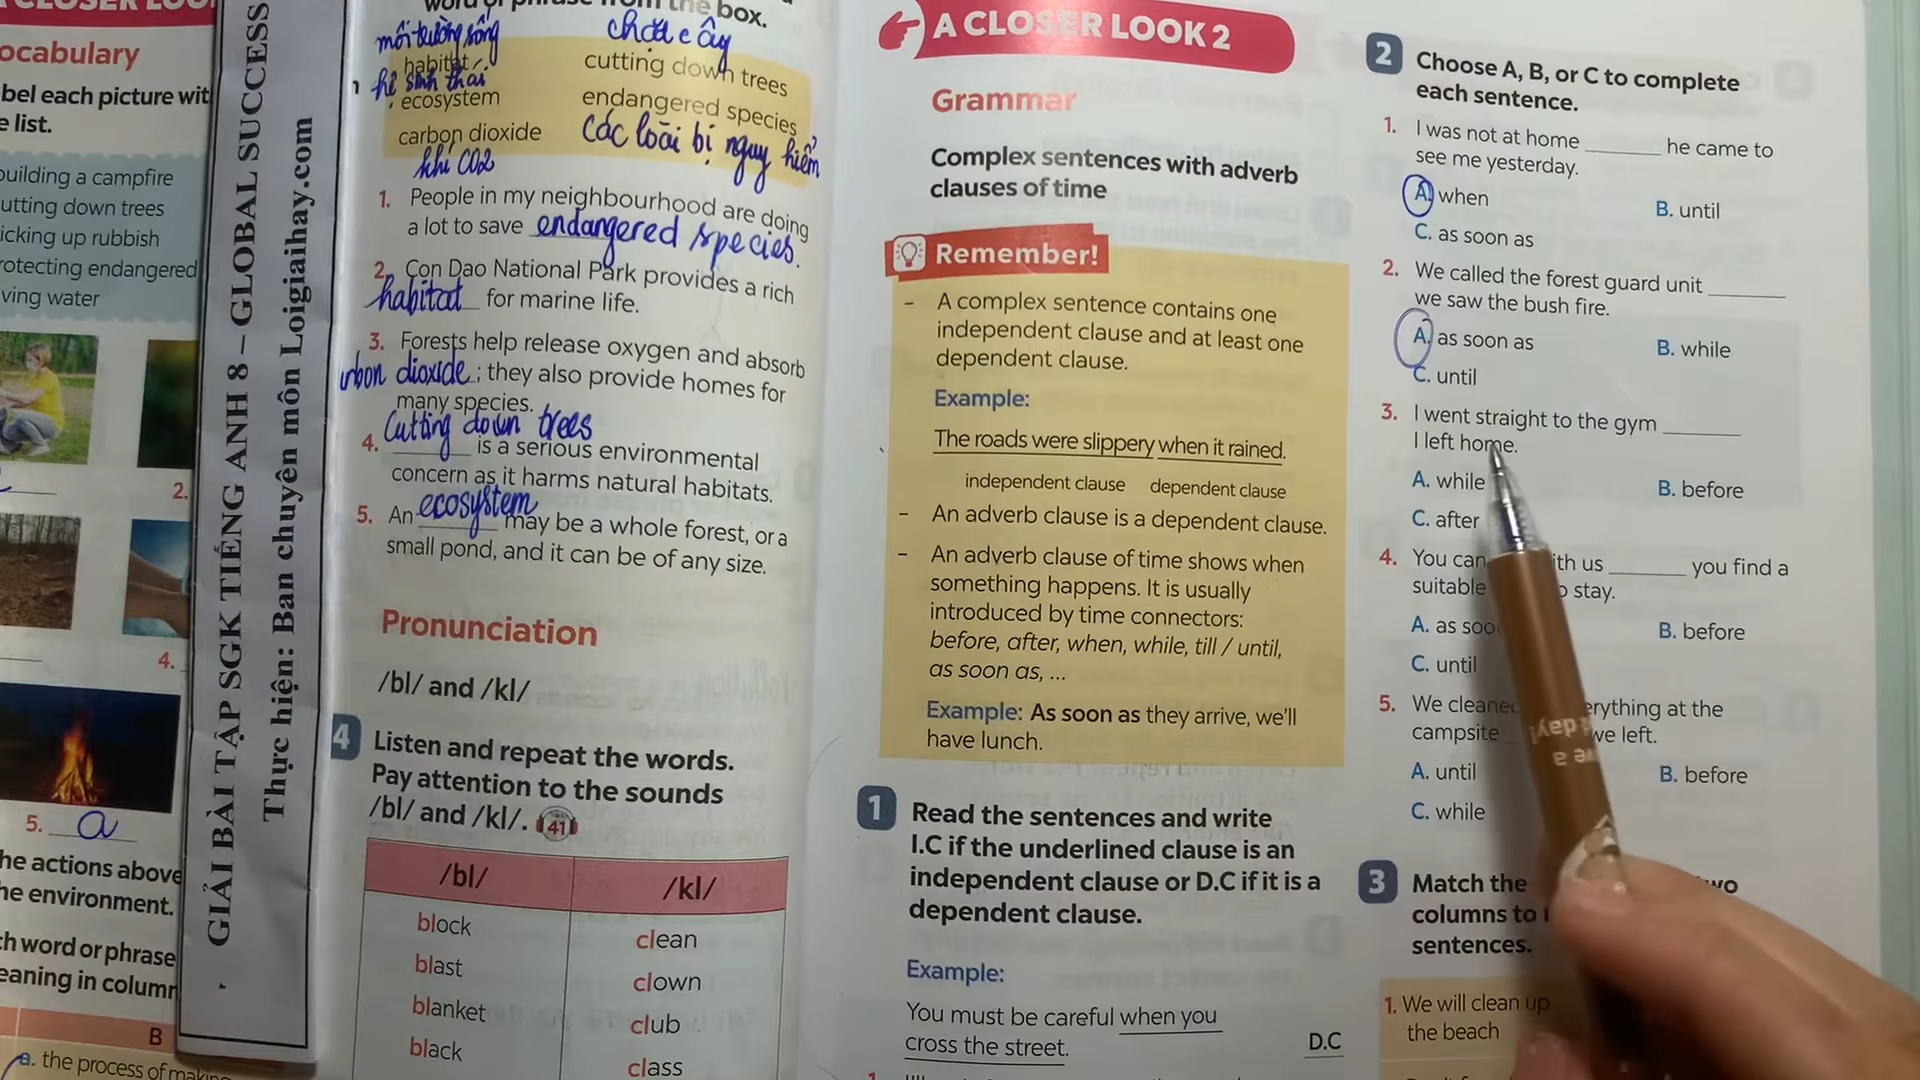 ocabulary
bel each picture wit
e list.
building a campfire
utting down trees
icking up rubbish
rotecting endangered
ving water
2.
4.
5. a
he actions above
he environment.
ch word or phrase
eaning in column
B
a. the process of making
GIẢI BÀI TẬP SGK TIẾNG ANH 8 – GLOBAL SUCCESS
Thực hiện: Ban chuyên môn Loigiaihay.com
word or phrase from the box.
môi trường sống
chặt cây
habitat
cutting down trees
hệ sinh thái
ecosystem
endangered species
carbon dioxide
các loài bị nguy hiểm
khí CO2
1. People in my neighbourhood are doing
a lot to save endangered species.
2. Con Dao National Park provides a rich
habitat for marine life.
3. Forests help release oxygen and absorb
arbon dioxide; they also provide homes for
many species.
Cutting down trees
4. is a serious environmental
concern as it harms natural habitats.
5. An ecosystem may be a whole forest, or a
small pond, and it can be of any size.
Pronunciation
/bl/ and /kl/
4 Listen and repeat the words.
Pay attention to the sounds
/bl/ and /kl/. 41
/bl/ /kl/
block clean
blast clown
blanket club
black class
A CLOSER LOOK 2
Grammar
Complex sentences with adverb
clauses of time
Remember!
– A complex sentence contains one
independent clause and at least one
dependent clause.
Example:
The roads were slippery when it rained.
independent clause dependent clause
– An adverb clause is a dependent clause.
– An adverb clause of time shows when
something happens. It is usually
introduced by time connectors:
before, after, when, while, till / until,
as soon as, ...
Example: As soon as they arrive, we'll
have lunch.
1 Read the sentences and write
I.C if the underlined clause is an
independent clause or D.C if it is a
dependent clause.
Example:
You must be careful when you
cross the street. D.C
2 Choose A, B, or C to complete
each sentence.
1. I was not at home ______ he came to
see me yesterday.
A. when B. until
C. as soon as
2. We called the forest guard unit ______
we saw the bush fire.
A. as soon as B. while
C. until
3. I went straight to the gym ______
I left home.
A. while B. before
C. after
4. You can ith us ______ you find a
suitable o stay.
A. as soo B. before
C. until
5. We cleaned erything at the
campsite we left.
A. until B. before
C. while
3 Match the wo
columns to
sentences.
1. We will clean up
the beach